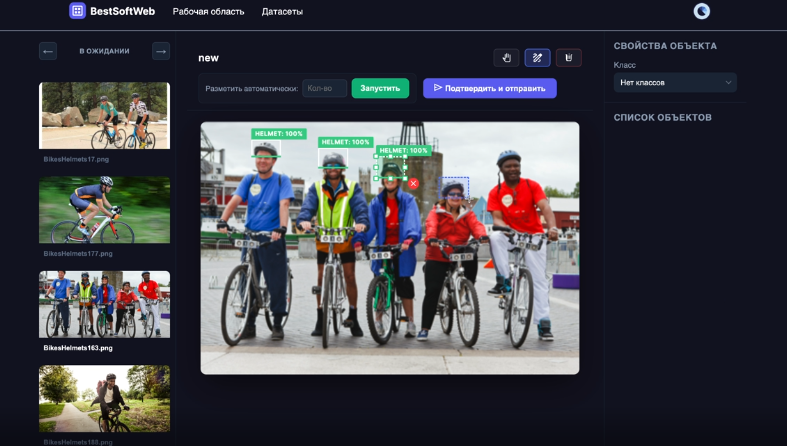 BestSoftWeb Рабочая область Датасеты
← В ОЖИДАНИИ →
BikesHelmets17.png
BikesHelmets177.png
BikesHelmets163.png
BikesHelmets188.png
new
Разметить автоматически: Кол-во Запустить Подтвердить и отправить
HELMET: 100%
HELMET: 100%
HELMET: 100%
СВОЙСТВА ОБЪЕКТА
Класс
Нет классов
СПИСОК ОБЪЕКТОВ